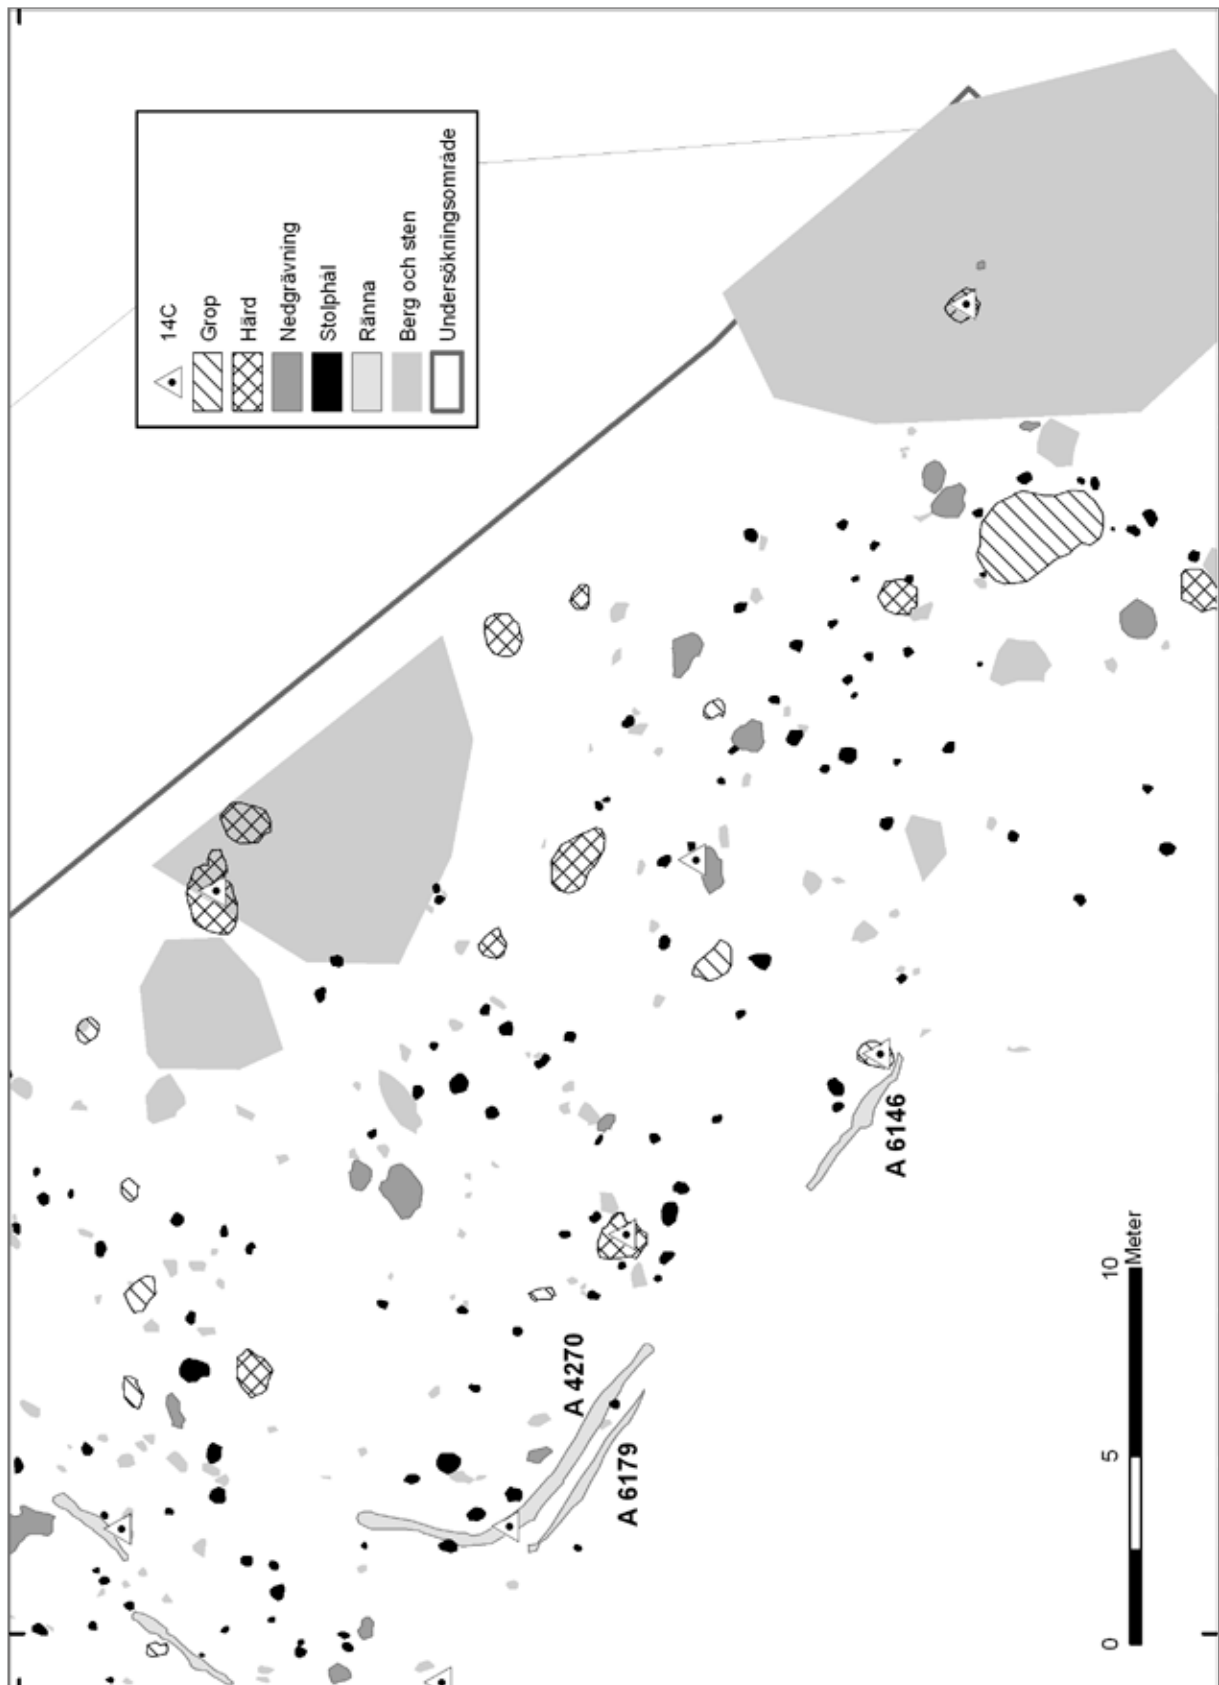 14C
Grop
Härd
Nedgrävning
Stolphål
Ränna
Berg och sten
Undersökningsområde
A 6146
A 4270
A 6179
0 5 10
Meter